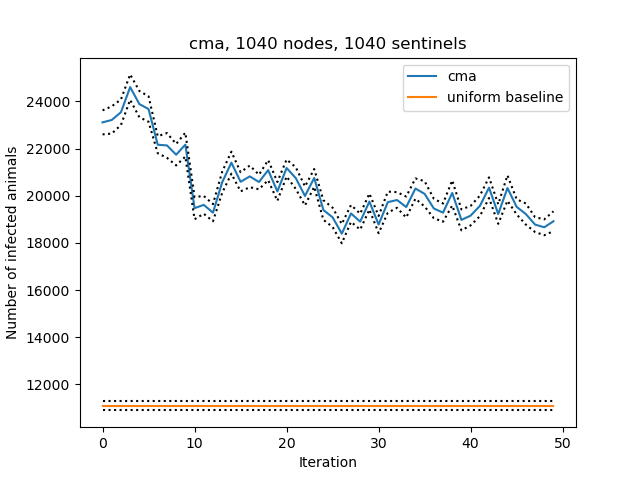 cma, 1040 nodes, 1040 sentinels
cma
uniform baseline
Number of infected animals
24000
22000
20000
18000
16000
14000
12000
0 10 20 30 40 50
Iteration